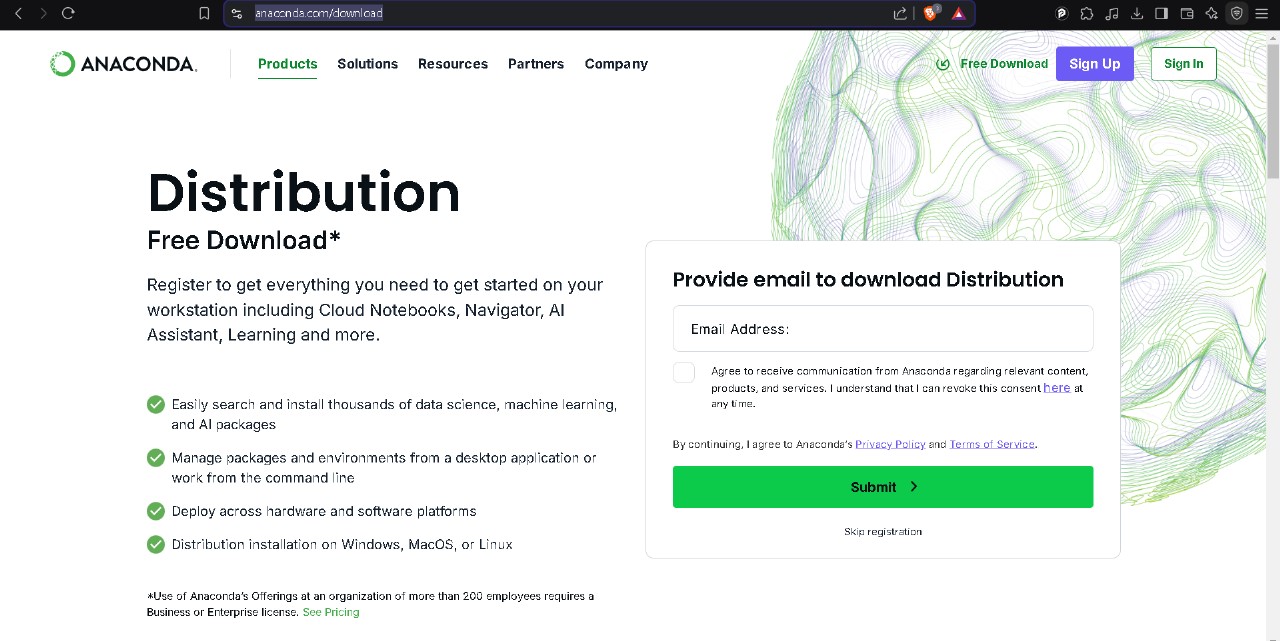 anaconda.com/download
ANACONDA.
Products Solutions Resources Partners Company Free Download Sign Up Sign In
Distribution
Free Download*
Register to get everything you need to get started on your
workstation including Cloud Notebooks, Navigator, AI
Assistant, Learning and more.
Easily search and install thousands of data science, machine learning,
and AI packages
Manage packages and environments from a desktop application or
work from the command line
Deploy across hardware and software platforms
Distribution installation on Windows, MacOS, or Linux
*Use of Anaconda's Offerings at an organization of more than 200 employees requires a
Business or Enterprise license. See Pricing
Provide email to download Distribution
Email Address:
Agree to receive communication from Anaconda regarding relevant content,
products, and services. I understand that I can revoke this consent here at
any time.
By continuing, I agree to Anaconda's Privacy Policy and Terms of Service.
Submit
Skip registration